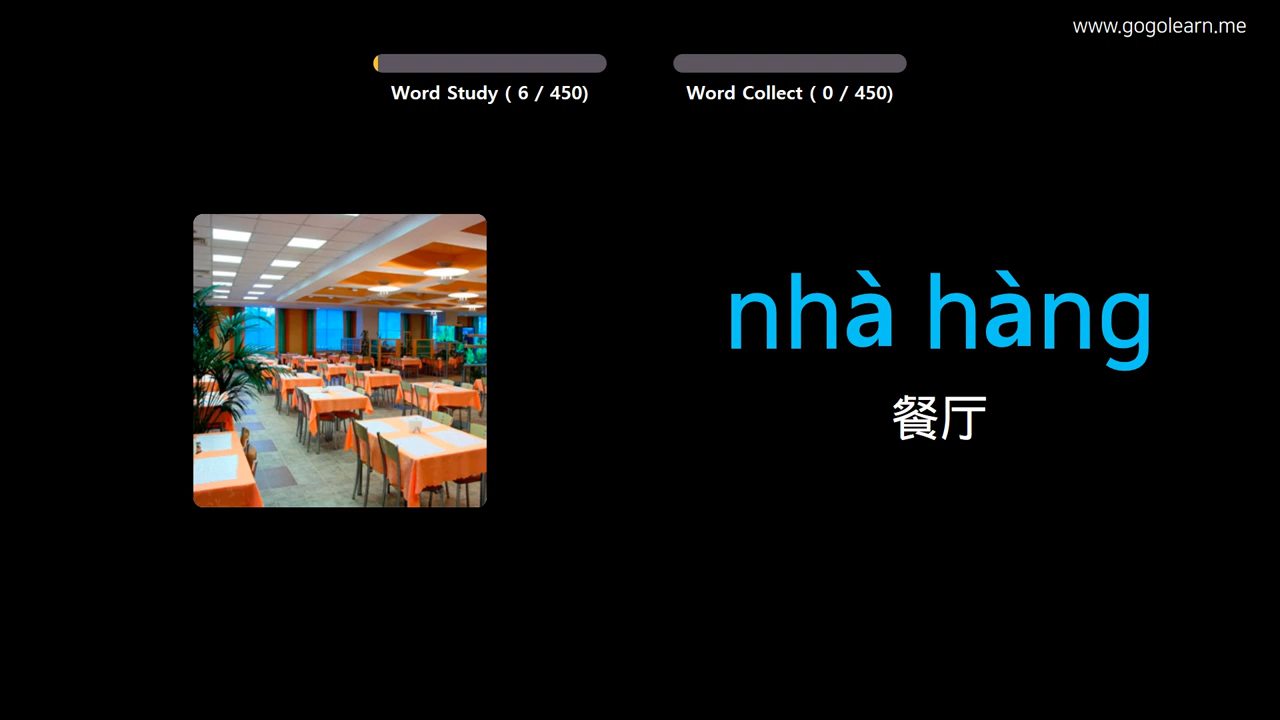 www.gogolearn.me
Word Study ( 6 / 450)
Word Collect ( 0 / 450)
nhà hàng
餐厅